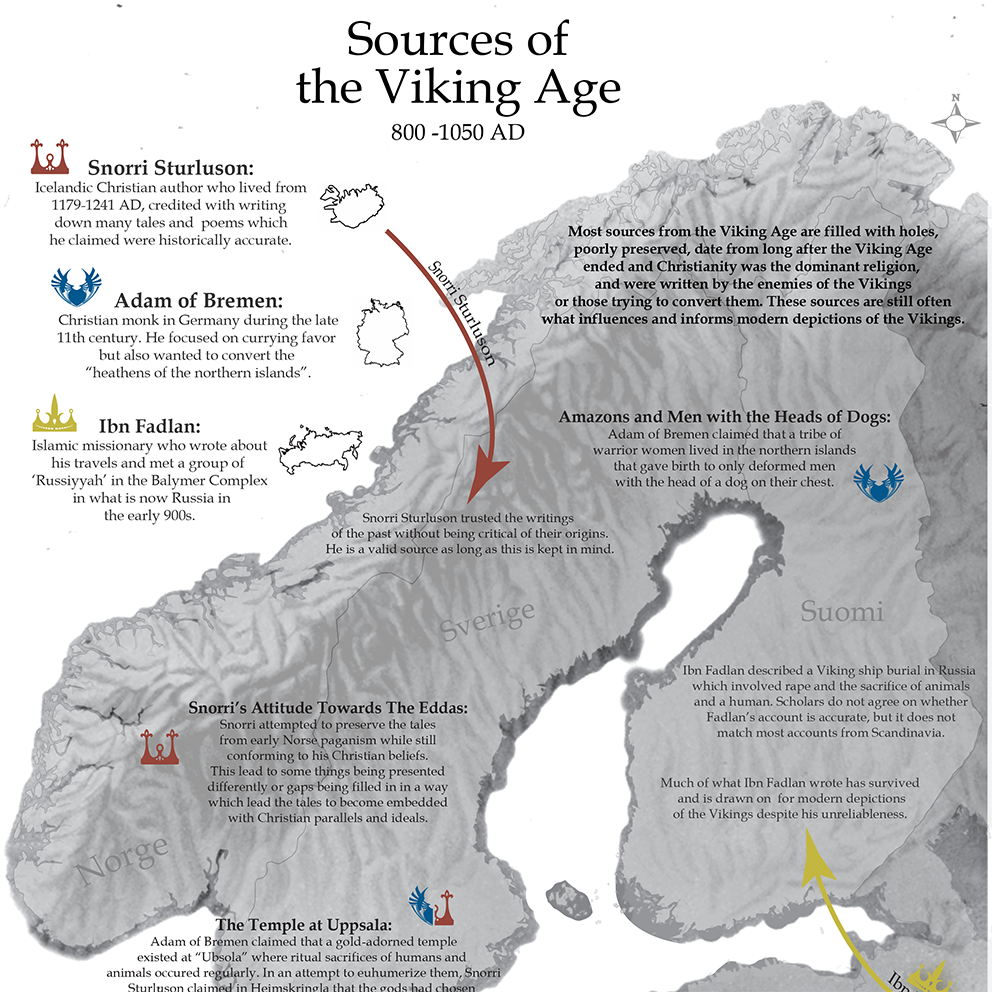 Sources of
the Viking Age
800 -1050 AD
N
Snorri Sturluson:
Icelandic Christian author who lived from
1179-1241 AD, credited with writing
down many tales and poems which
he claimed were historically accurate.
Snorri Sturluson
Most sources from the Viking Age are filled with holes,
poorly preserved, date from long after the Viking Age
ended and Christianity was the dominant religion,
and were written by the enemies of the Vikings
or those trying to convert them. These sources are still often
what influences and informs modern depictions of the Vikings.
Adam of Bremen:
Christian monk in Germany during the late
11th century. He focused on currying favor
but also wanted to convert the
“heathens of the northern islands”.
Ibn Fadlan:
Islamic missionary who wrote about
his travels and met a group of
‘Russiyyah’ in the Balymer Complex
in what is now Russia in
the early 900s.
Amazons and Men with the Heads of Dogs:
Adam of Bremen claimed that a tribe of
warrior women lived in the northern islands
that gave birth to only deformed men
with the head of a dog on their chest.
Snorri Sturluson trusted the writings
of the past without being critical of their origins.
He is a valid source as long as this is kept in mind.
Sverige
Suomi
Ibn Fadlan described a Viking ship burial in Russia
which involved rape and the sacrifice of animals
and a human. Scholars do not agree on whether
Fadlan’s account is accurate, but it does not
match most accounts from Scandinavia.
Snorri’s Attitude Towards The Eddas:
Snorri attempted to preserve the tales
from early Norse paganism while still
conforming to his Christian beliefs.
This lead to some things being presented
differently or gaps being filled in in a way
which lead the tales to become embedded
with Christian parallels and ideals.
Much of what Ibn Fadlan wrote has survived
and is drawn on for modern depictions
of the Vikings despite his unreliableness.
Norge
The Temple at Uppsala:
Adam of Bremen claimed that a gold-adorned temple
existed at “Ubsola” where ritual sacrifices of humans and
animals occured regularly. In an attempt to euhumerize them, Snorri
Sturluson claimed in Heimskringla that the gods had chosen
Ibn